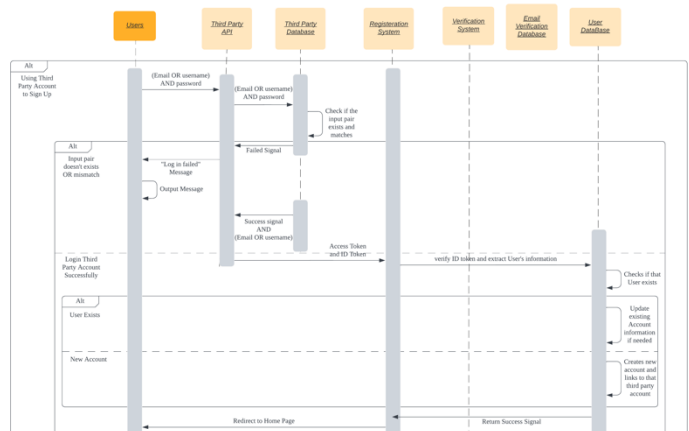 Users
Third Party
API
Third Party
Database
Registeration
System
Verification
System
Email
Verification
Database
User
DataBase
Alt
Using Third
Party Account
to Sign Up
(Email OR username)
AND password
(Email OR username)
AND password
Check if the
input pair
exists and
matches
Alt
Failed Signal
Input pair
doesn't exists
OR mismatch
"Log in failed"
Message
Output Message
Success signal
AND
(Email OR username)
Access Token
and ID Token
Login Third
Party Account
Successfully
verify ID token and extract User's information
Checks if that
User exists
Alt
User Exists
Update
existing
Account
information
if needed
New Account
Creates new
account and
links to that
third party
account
Redirect to Home Page
Return Success Signal